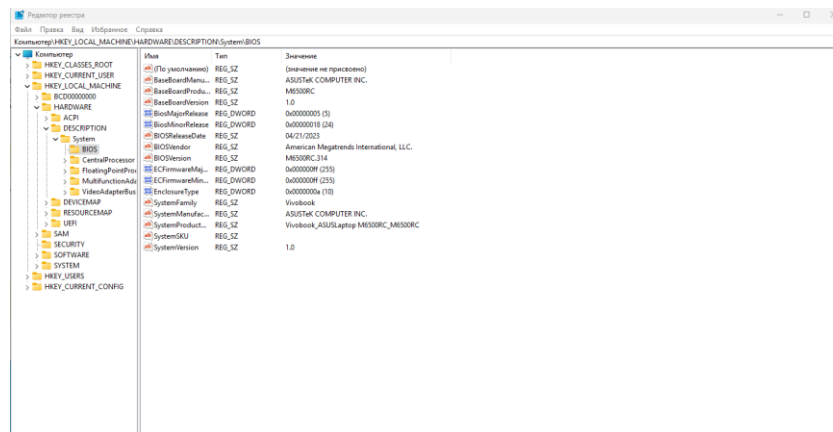 Редактор реестра
Файл Правка Вид Избранное Справка
Компьютер\HKEY_LOCAL_MACHINE\HARDWARE\DESCRIPTION\System\BIOS
Компьютер
HKEY_CLASSES_ROOT
HKEY_CURRENT_USER
HKEY_LOCAL_MACHINE
BCD00000000
HARDWARE
ACPI
DESCRIPTION
System
BIOS
CentralProcessor
FloatingPointPro
MultifunctionAda
VideoAdapterBus
DEVICEMAP
RESOURCEMAP
UEFI
SAM
SECURITY
SOFTWARE
SYSTEM
HKEY_USERS
HKEY_CURRENT_CONFIG
Имя Тип Значение
(По умолчанию) REG_SZ (значение не присвоено)
BaseBoardManu... REG_SZ ASUSTeK COMPUTER INC.
BaseBoardProdu... REG_SZ M6500RC
BaseBoardVersion REG_SZ 1.0
BiosMajorRelease REG_DWORD 0x00000005 (5)
BiosMinorRelease REG_DWORD 0x00000018 (24)
BIOSReleaseDate REG_SZ 04/21/2023
BIOSVendor REG_SZ American Megatrends International, LLC.
BIOSVersion REG_SZ M6500RC.314
ECFirmwareMaj... REG_DWORD 0x000000ff (255)
ECFirmwareMin... REG_DWORD 0x000000ff (255)
EnclosureType REG_DWORD 0x0000000a (10)
SystemFamily REG_SZ Vivobook
SystemManufac... REG_SZ ASUSTeK COMPUTER INC.
SystemProduct... REG_SZ Vivobook_ASUSLaptop M6500RC_M6500RC
SystemSKU REG_SZ
SystemVersion REG_SZ 1.0